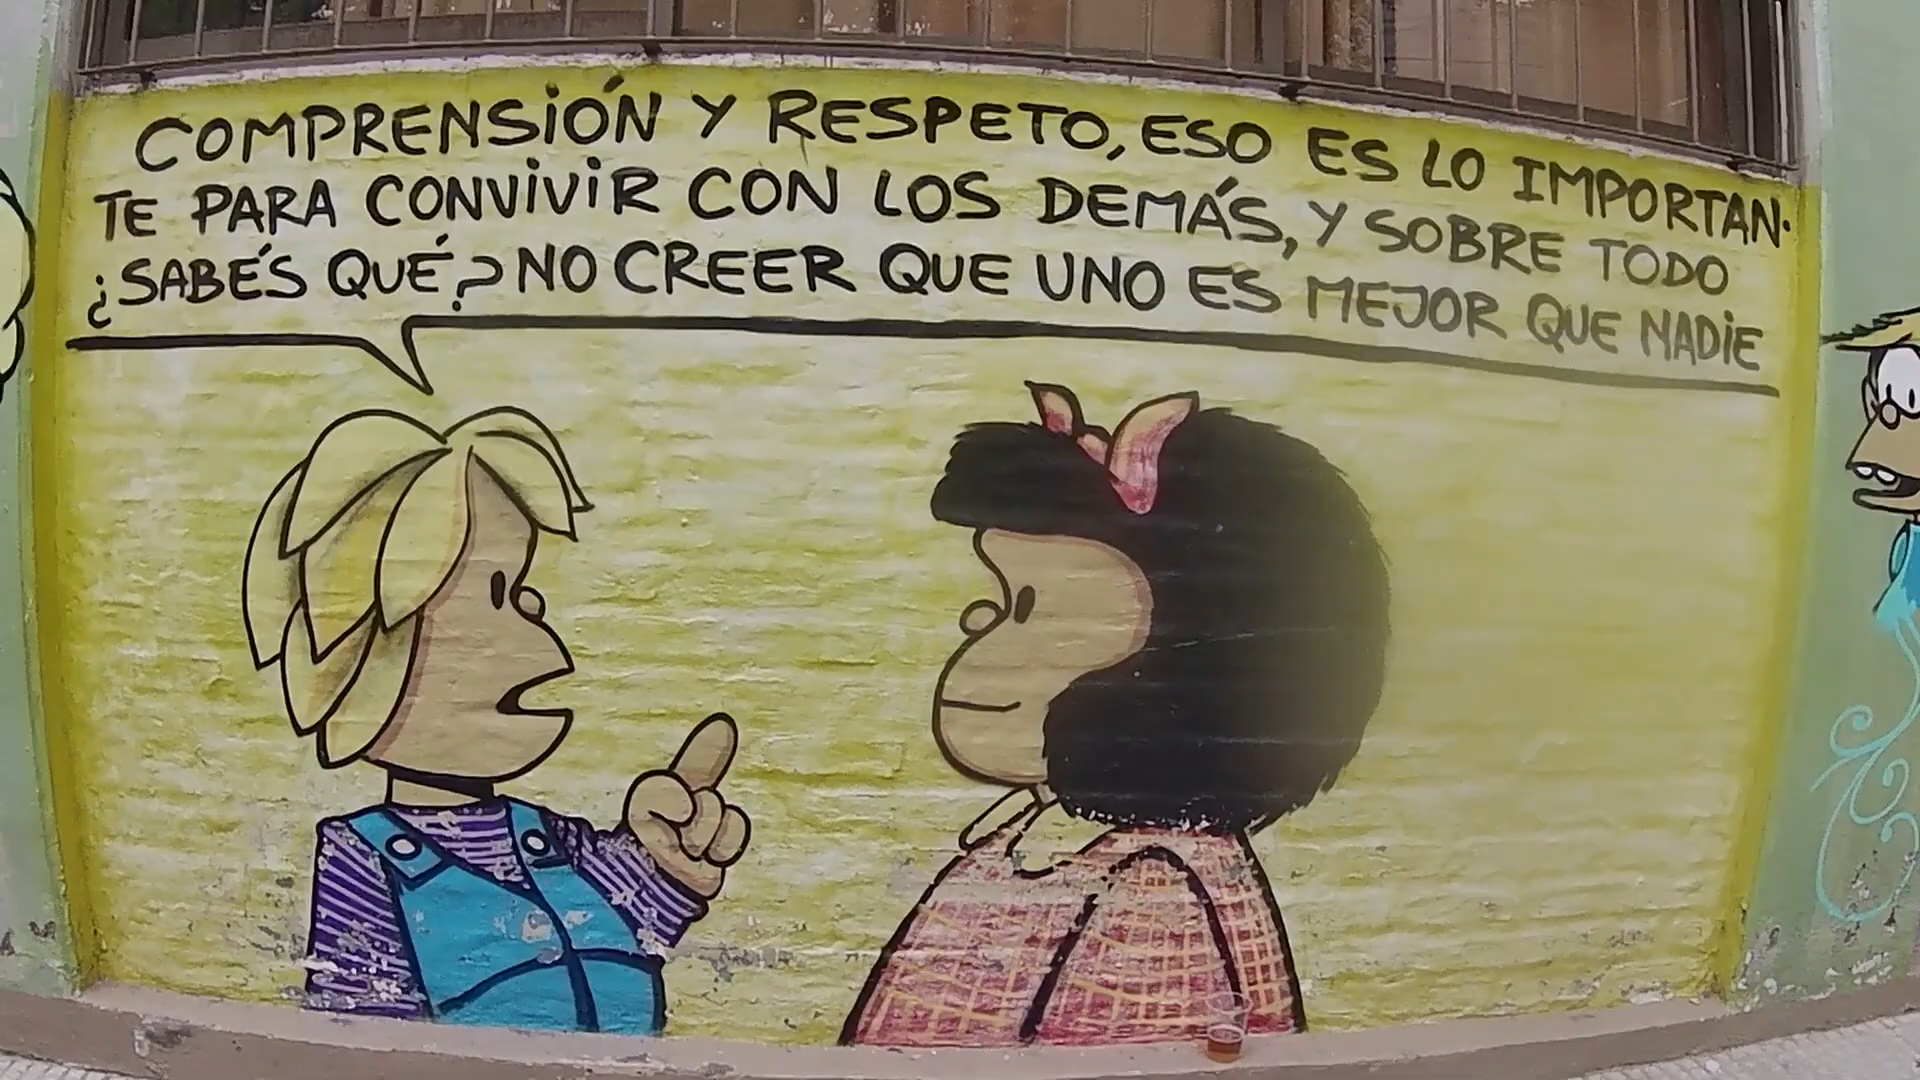 COMPRENSIÓN Y RESPETO, ESO ES LO IMPORTAN-
TE PARA CONVIVIR CON LOS DEMÁS, Y SOBRE TODO
¿SABÉS QUÉ? NO CREER QUE UNO ES MEJOR QUE NADIE